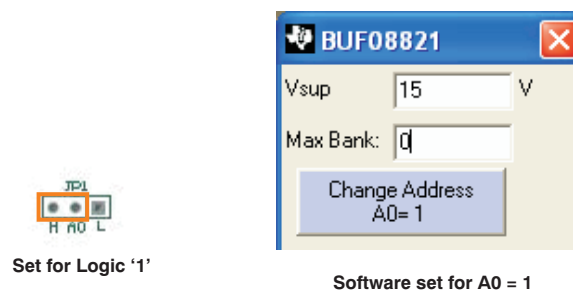 BUF08821
Vsup 15 V
Max Bank: 0
Change Address
A0= 1
JP1
H A0 L
Set for Logic ‘1’
Software set for A0 = 1